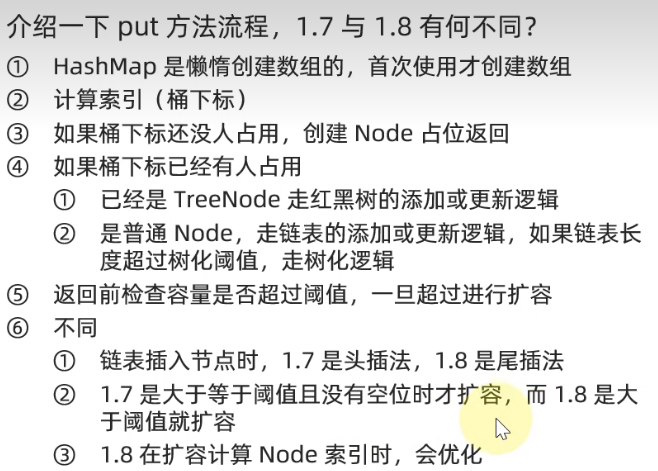 介绍一下 put 方法流程，1.7 与 1.8 有何不同？
① HashMap 是懒惰创建数组的，首次使用才创建数组
② 计算索引（桶下标）
③ 如果桶下标还没人占用，创建 Node 占位返回
④ 如果桶下标已经有人占用
① 已经是 TreeNode 走红黑树的添加或更新逻辑
② 是普通 Node，走链表的添加或更新逻辑，如果链表长
度超过树化阈值，走树化逻辑
⑤ 返回前检查容量是否超过阈值，一旦超过进行扩容
⑥ 不同
① 链表插入节点时，1.7 是头插法，1.8 是尾插法
② 1.7 是大于等于阈值且没有空位时才扩容，而 1.8 是大
于阈值就扩容
③ 1.8 在扩容计算 Node 索引时，会优化